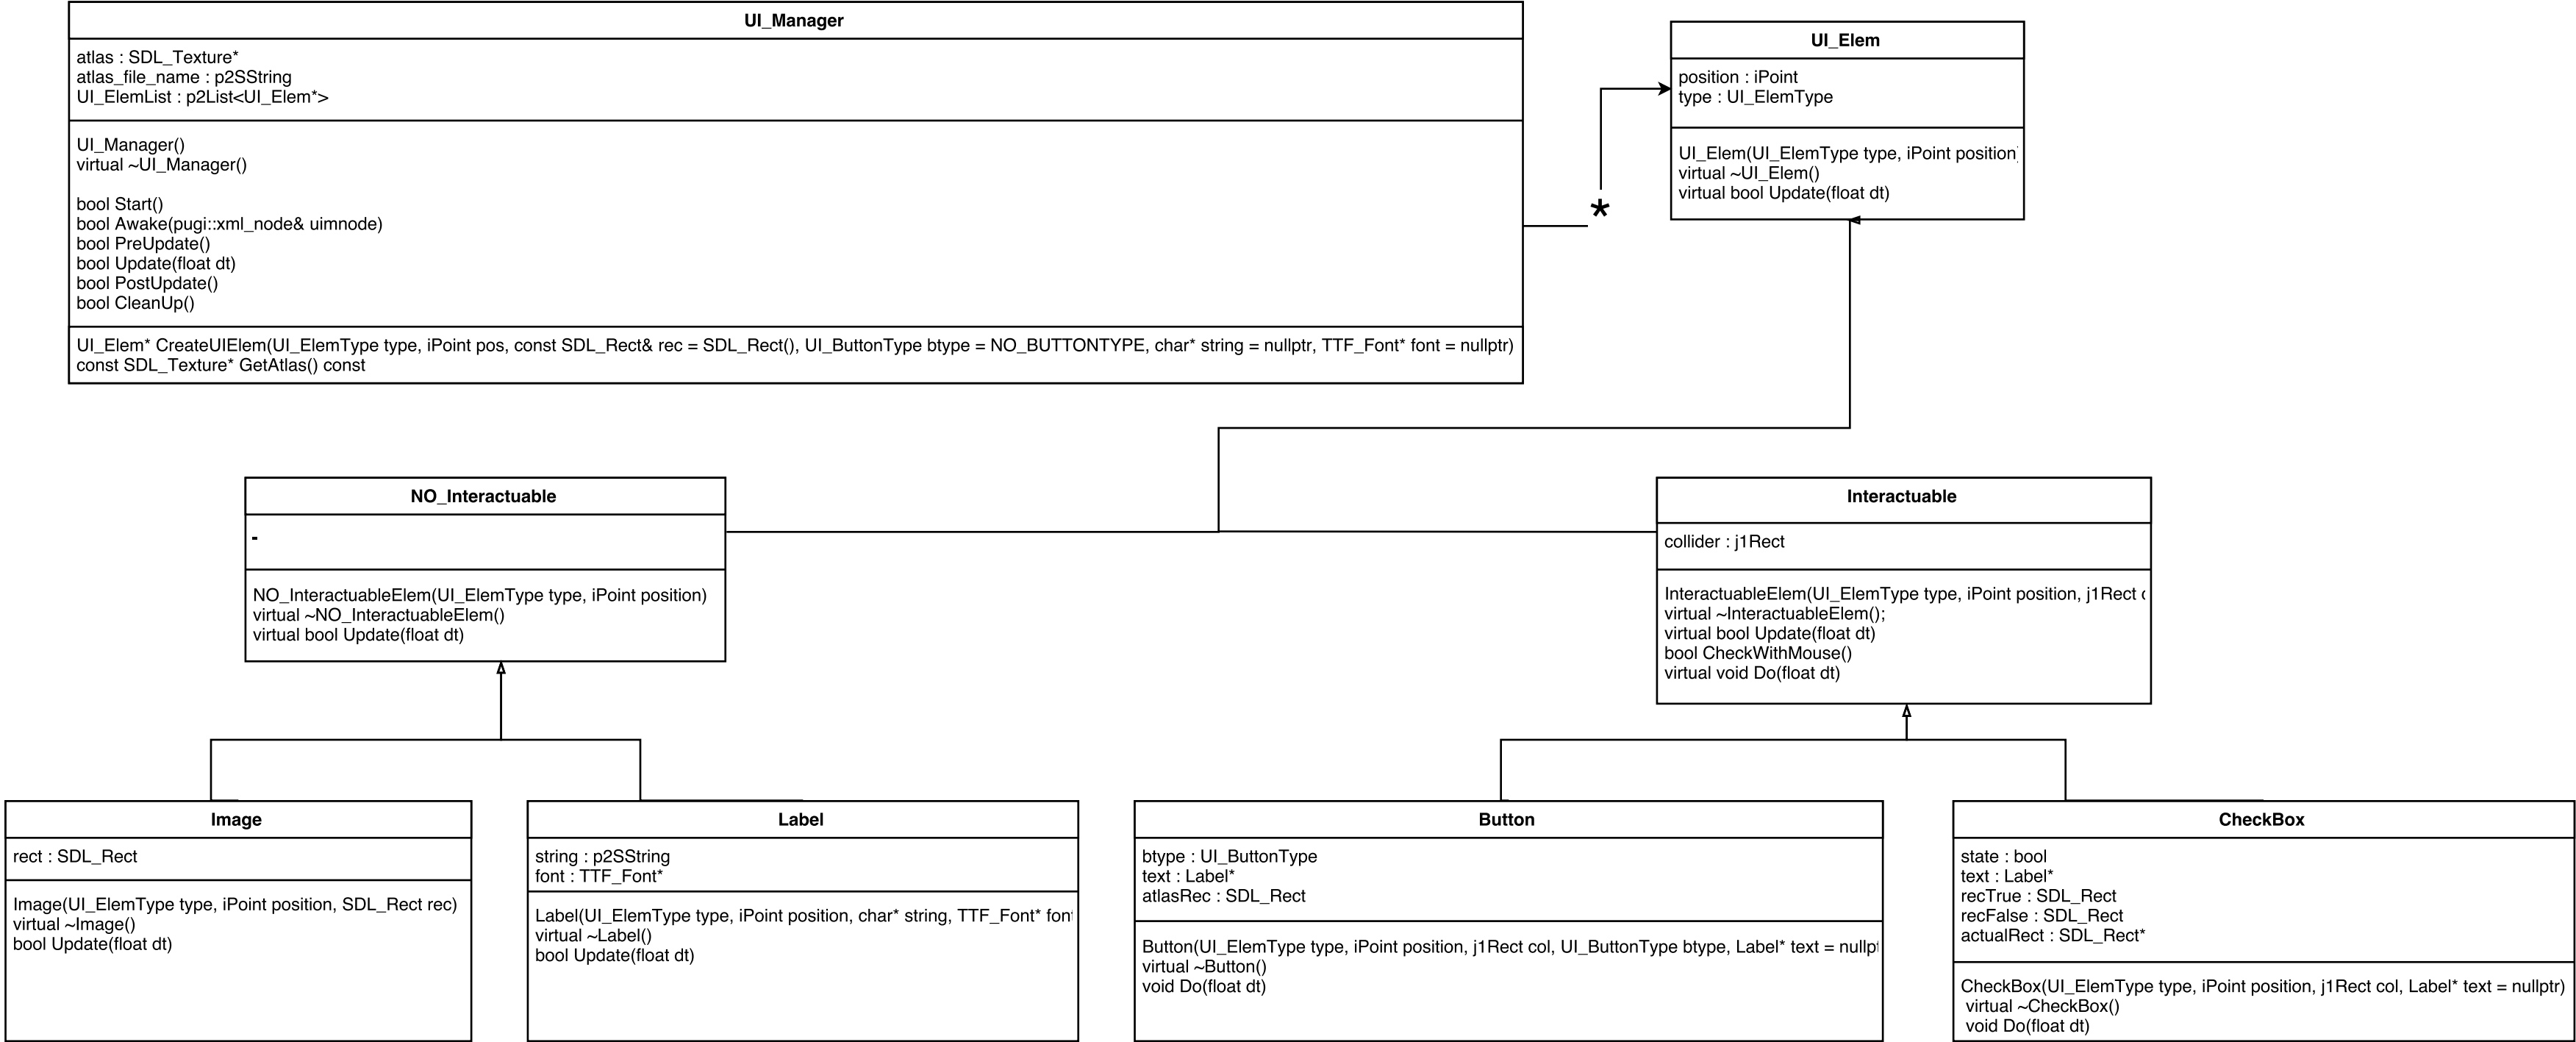 UI_Manager
atlas : SDL_Texture*
atlas_file_name : p2SString
UI_ElemList : p2List<UI_Elem*>
UI_Manager()
virtual ~UI_Manager()
bool Start()
bool Awake(pugi::xml_node& uimnode)
bool PreUpdate()
bool Update(float dt)
bool PostUpdate()
bool CleanUp()
UI_Elem* CreateUIElem(UI_ElemType type, iPoint pos, const SDL_Rect& rec = SDL_Rect(), UI_ButtonType btype = NO_BUTTONTYPE, char* string = nullptr, TTF_Font* font = nullptr)
const SDL_Texture* GetAtlas() const
*
UI_Elem
position : iPoint
type : UI_ElemType
UI_Elem(UI_ElemType type, iPoint position)
virtual ~UI_Elem()
virtual bool Update(float dt)
NO_Interactuable
-
NO_InteractuableElem(UI_ElemType type, iPoint position)
virtual ~NO_InteractuableElem()
virtual bool Update(float dt)
Interactuable
collider : j1Rect
InteractuableElem(UI_ElemType type, iPoint position, j1Rect
virtual ~InteractuableElem();
virtual bool Update(float dt)
bool CheckWithMouse()
virtual void Do(float dt)
Image
rect : SDL_Rect
Image(UI_ElemType type, iPoint position, SDL_Rect rec)
virtual ~Image()
bool Update(float dt)
Label
string : p2SString
font : TTF_Font*
Label(UI_ElemType type, iPoint position, char* string, TTF_Font* font
virtual ~Label()
bool Update(float dt)
Button
btype : UI_ButtonType
text : Label*
atlasRec : SDL_Rect
Button(UI_ElemType type, iPoint position, j1Rect col, UI_ButtonType btype, Label* text = nullpt
virtual ~Button()
void Do(float dt)
CheckBox
state : bool
text : Label*
recTrue : SDL_Rect
recFalse : SDL_Rect
actualRect : SDL_Rect*
CheckBox(UI_ElemType type, iPoint position, j1Rect col, Label* text = nullptr)
virtual ~CheckBox()
void Do(float dt)